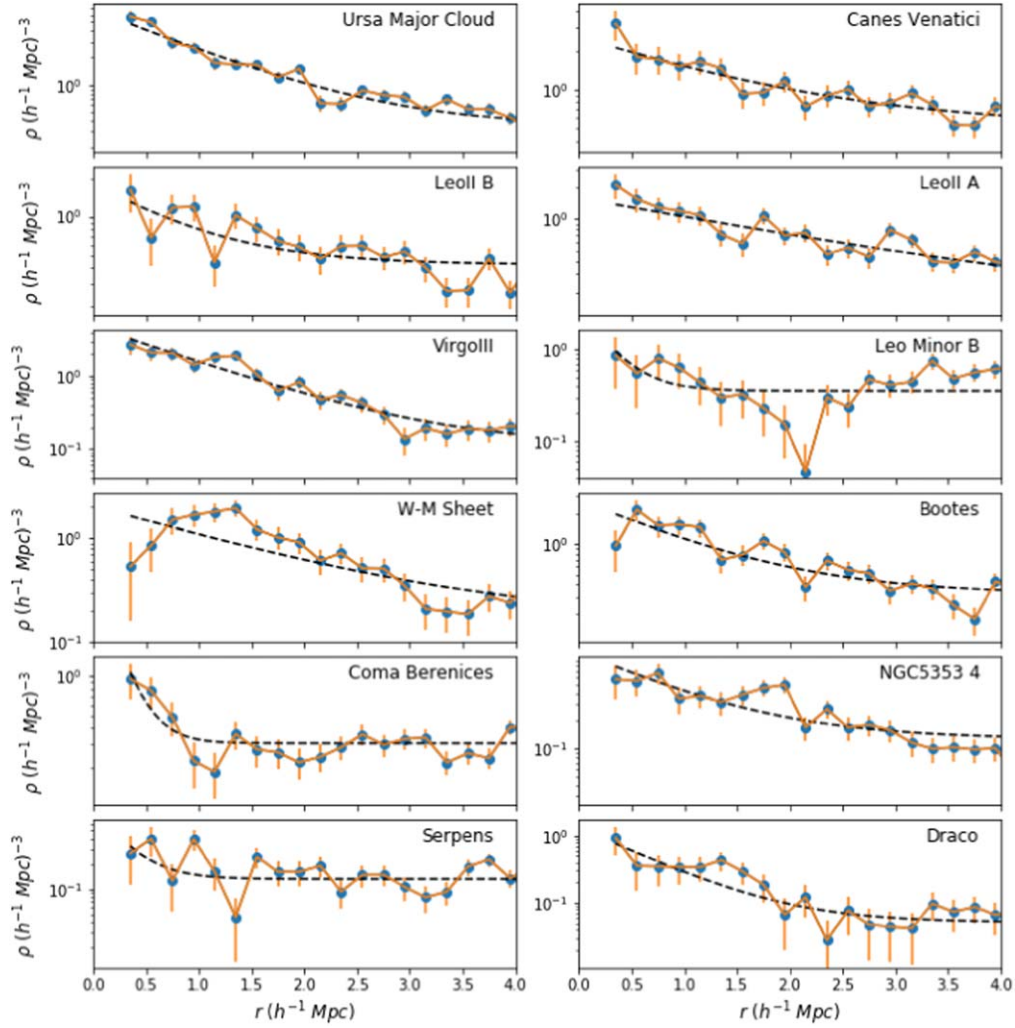 Ursa Major Cloud
Canes Venatici
10⁰
10⁰
ρ (h⁻¹ Mpc)⁻³
LeoII B
LeoII A
10⁰
10⁰
ρ (h⁻¹ Mpc)⁻³
VirgoIII
Leo Minor B
10⁰
10⁻¹
10⁰
10⁻¹
ρ (h⁻¹ Mpc)⁻³
W-M Sheet
Bootes
10⁰
10⁻¹
10⁰
ρ (h⁻¹ Mpc)⁻³
Coma Berenices
NGC5353 4
10⁰
10⁻¹
ρ (h⁻¹ Mpc)⁻³
Serpens
Draco
10⁻¹
10⁰
10⁻¹
ρ (h⁻¹ Mpc)⁻³
0.0 0.5 1.0 1.5 2.0 2.5 3.0 3.5 4.0
0.0 0.5 1.0 1.5 2.0 2.5 3.0 3.5 4.0
r (h⁻¹ Mpc)
r (h⁻¹ Mpc)